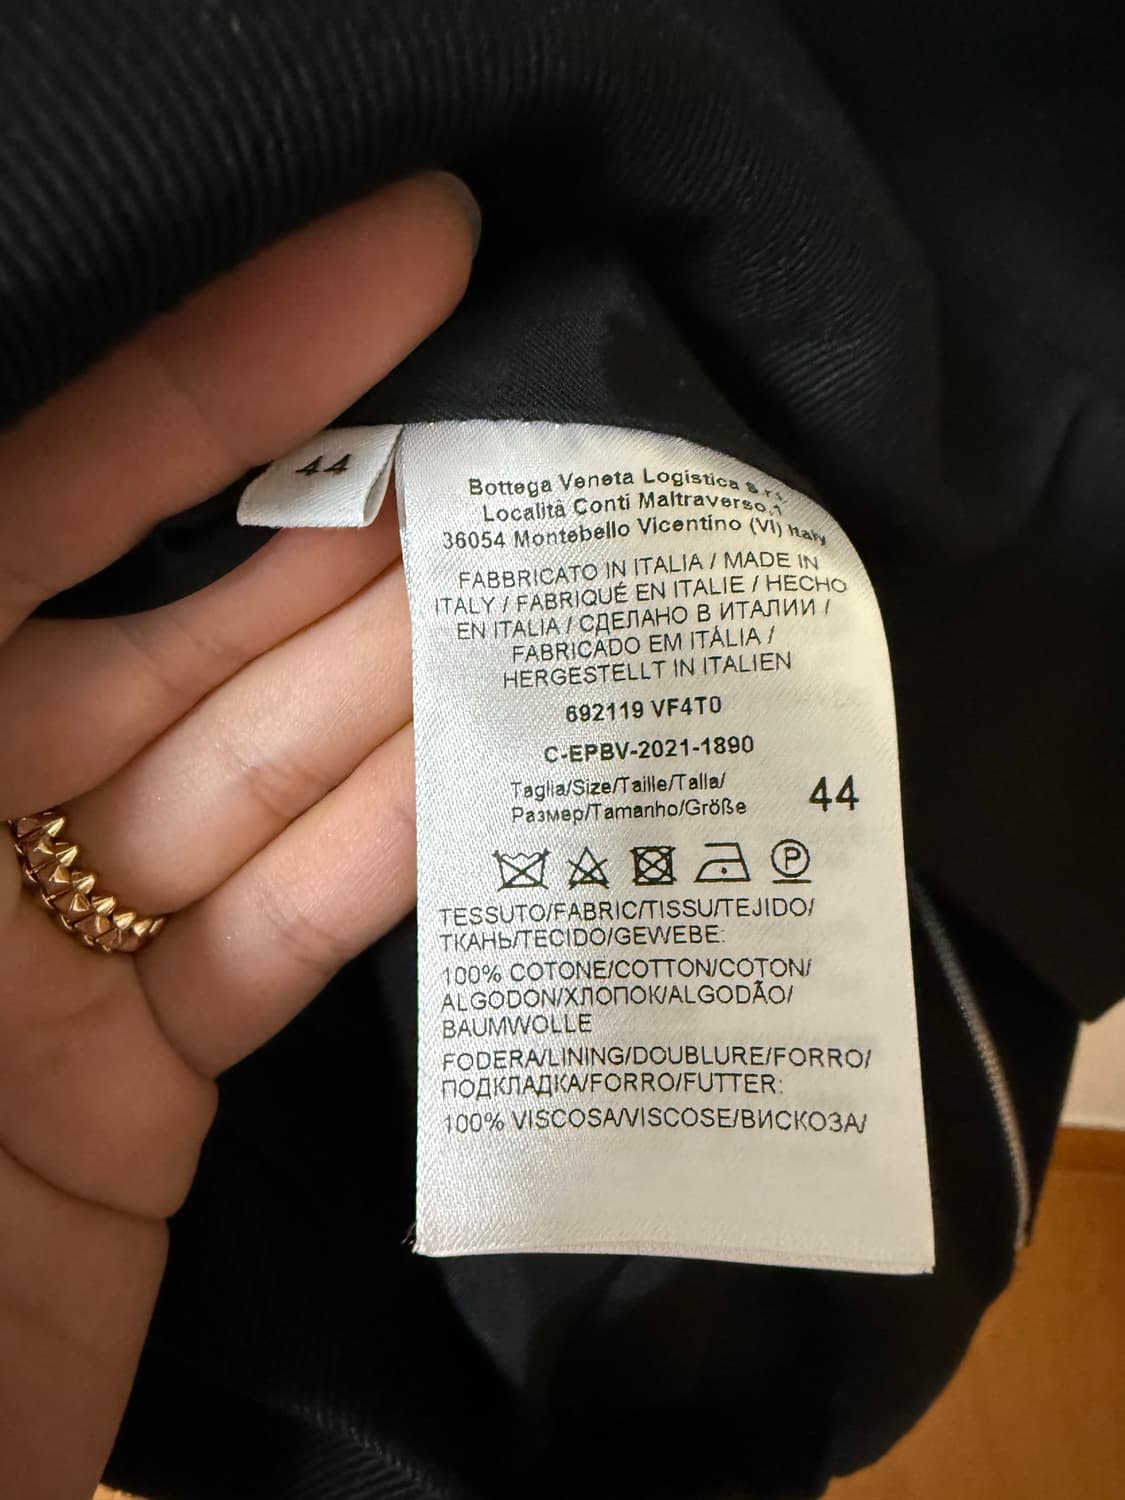 44
Bottega Veneta Logistica S.r.l.
Località Conti Maltraverso,1
36054 Montebello Vicentino (VI) Italy
FABBRICATO IN ITALIA / MADE IN
ITALY / FABRIQUÉ EN ITALIE / HECHO
EN ITALIA / СДЕЛАНО В ИТАЛИИ /
FABRICADO EM ITÁLIA /
HERGESTELLT IN ITALIEN
692119 VF4T0
C-EPBV-2021-1890
Taglia/Size/Taille/Talla/
Размер/Tamanho/Größe 44
P
TESSUTO/FABRIC/TISSU/TEJIDO/
ТКАНЬ/TECIDO/GEWEBE:
100% COTONE/COTTON/COTON/
ALGODON/ХЛОПОК/ALGODÃO/
BAUMWOLLE
FODERA/LINING/DOUBLURE/FORRO/
ПОДКЛАДКА/FORRO/FUTTER:
100% VISCOSA/VISCOSE/ВИСКОЗА/